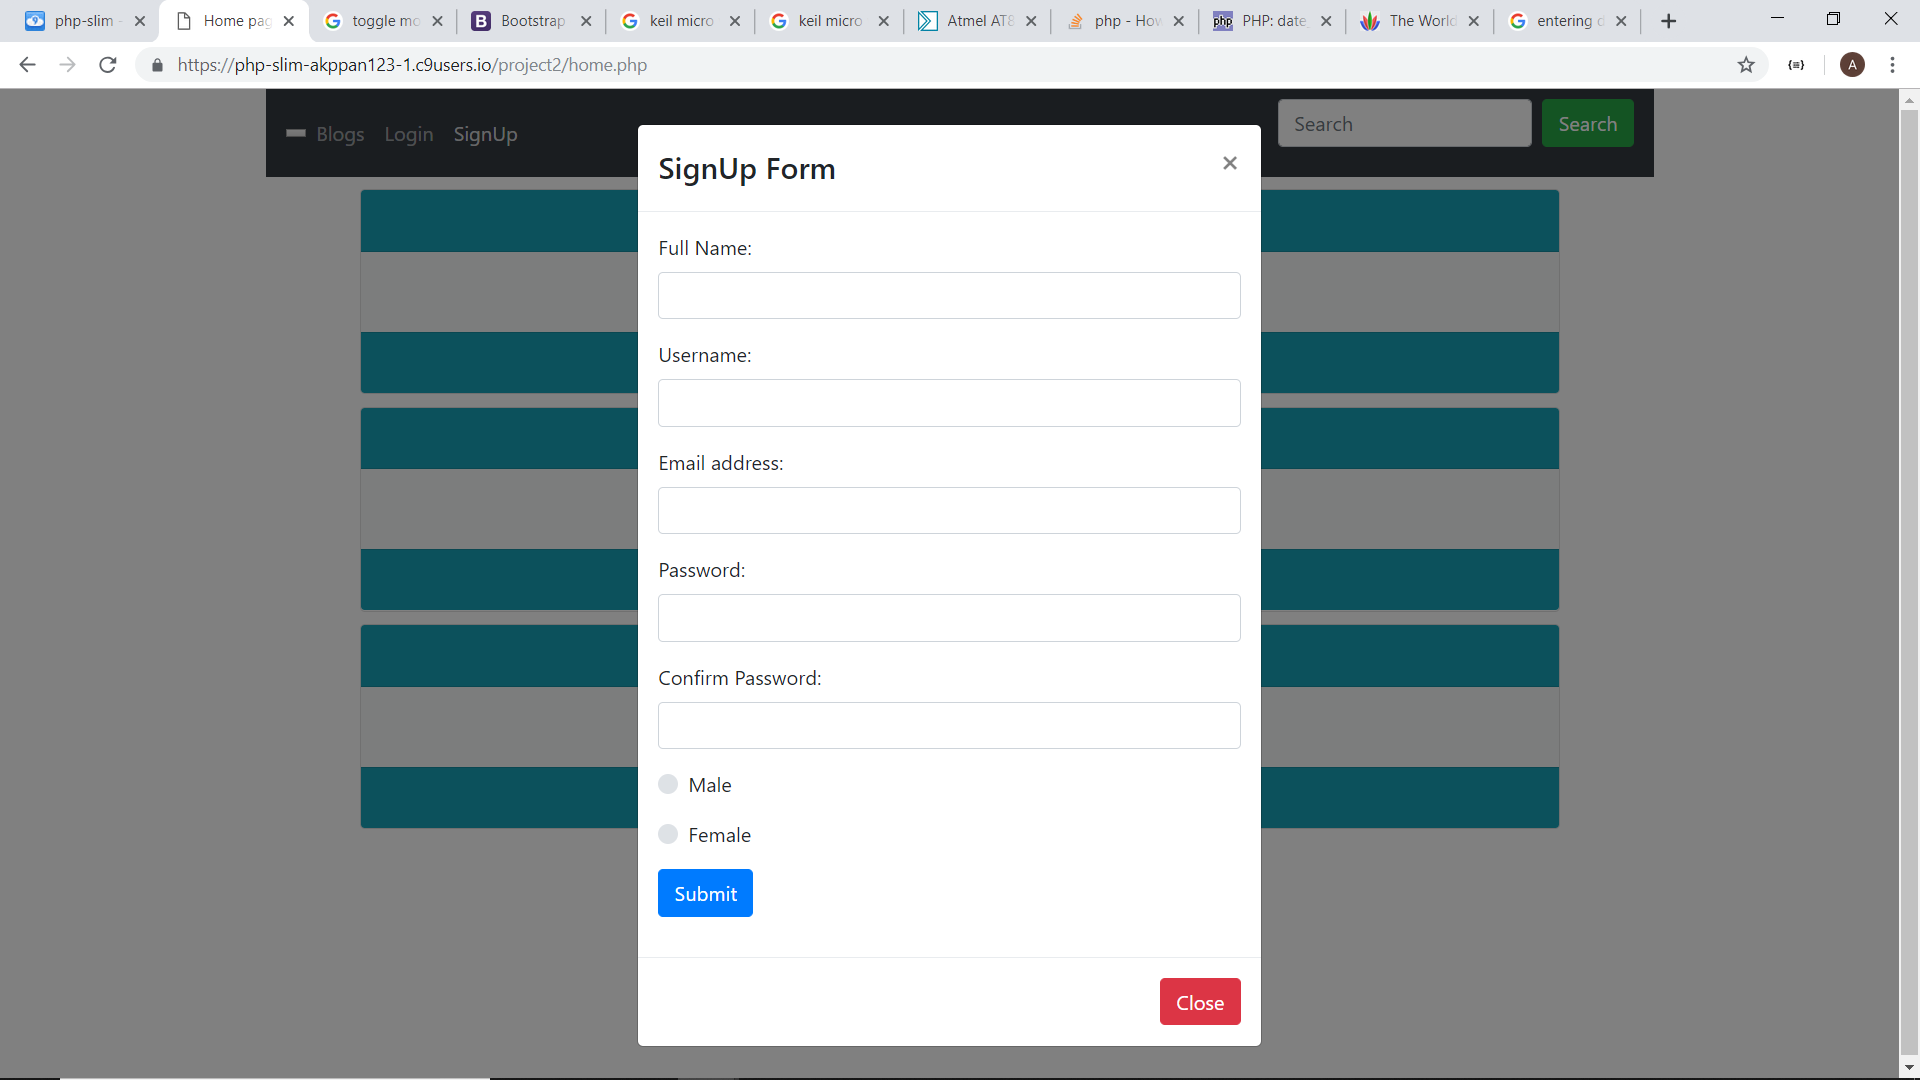 php-slim
Home pag
toggle mo
Bootstrap
keil micro
keil micro
Atmel AT8
php - How
PHP: date_
The World
entering d
https://php-slim-akppan123-1.c9users.io/project2/home.php
A
Blogs Login SignUp
Search
Search
SignUp Form
×
Full Name:
Username:
Email address:
Password:
Confirm Password:
Male
Female
Submit
Close